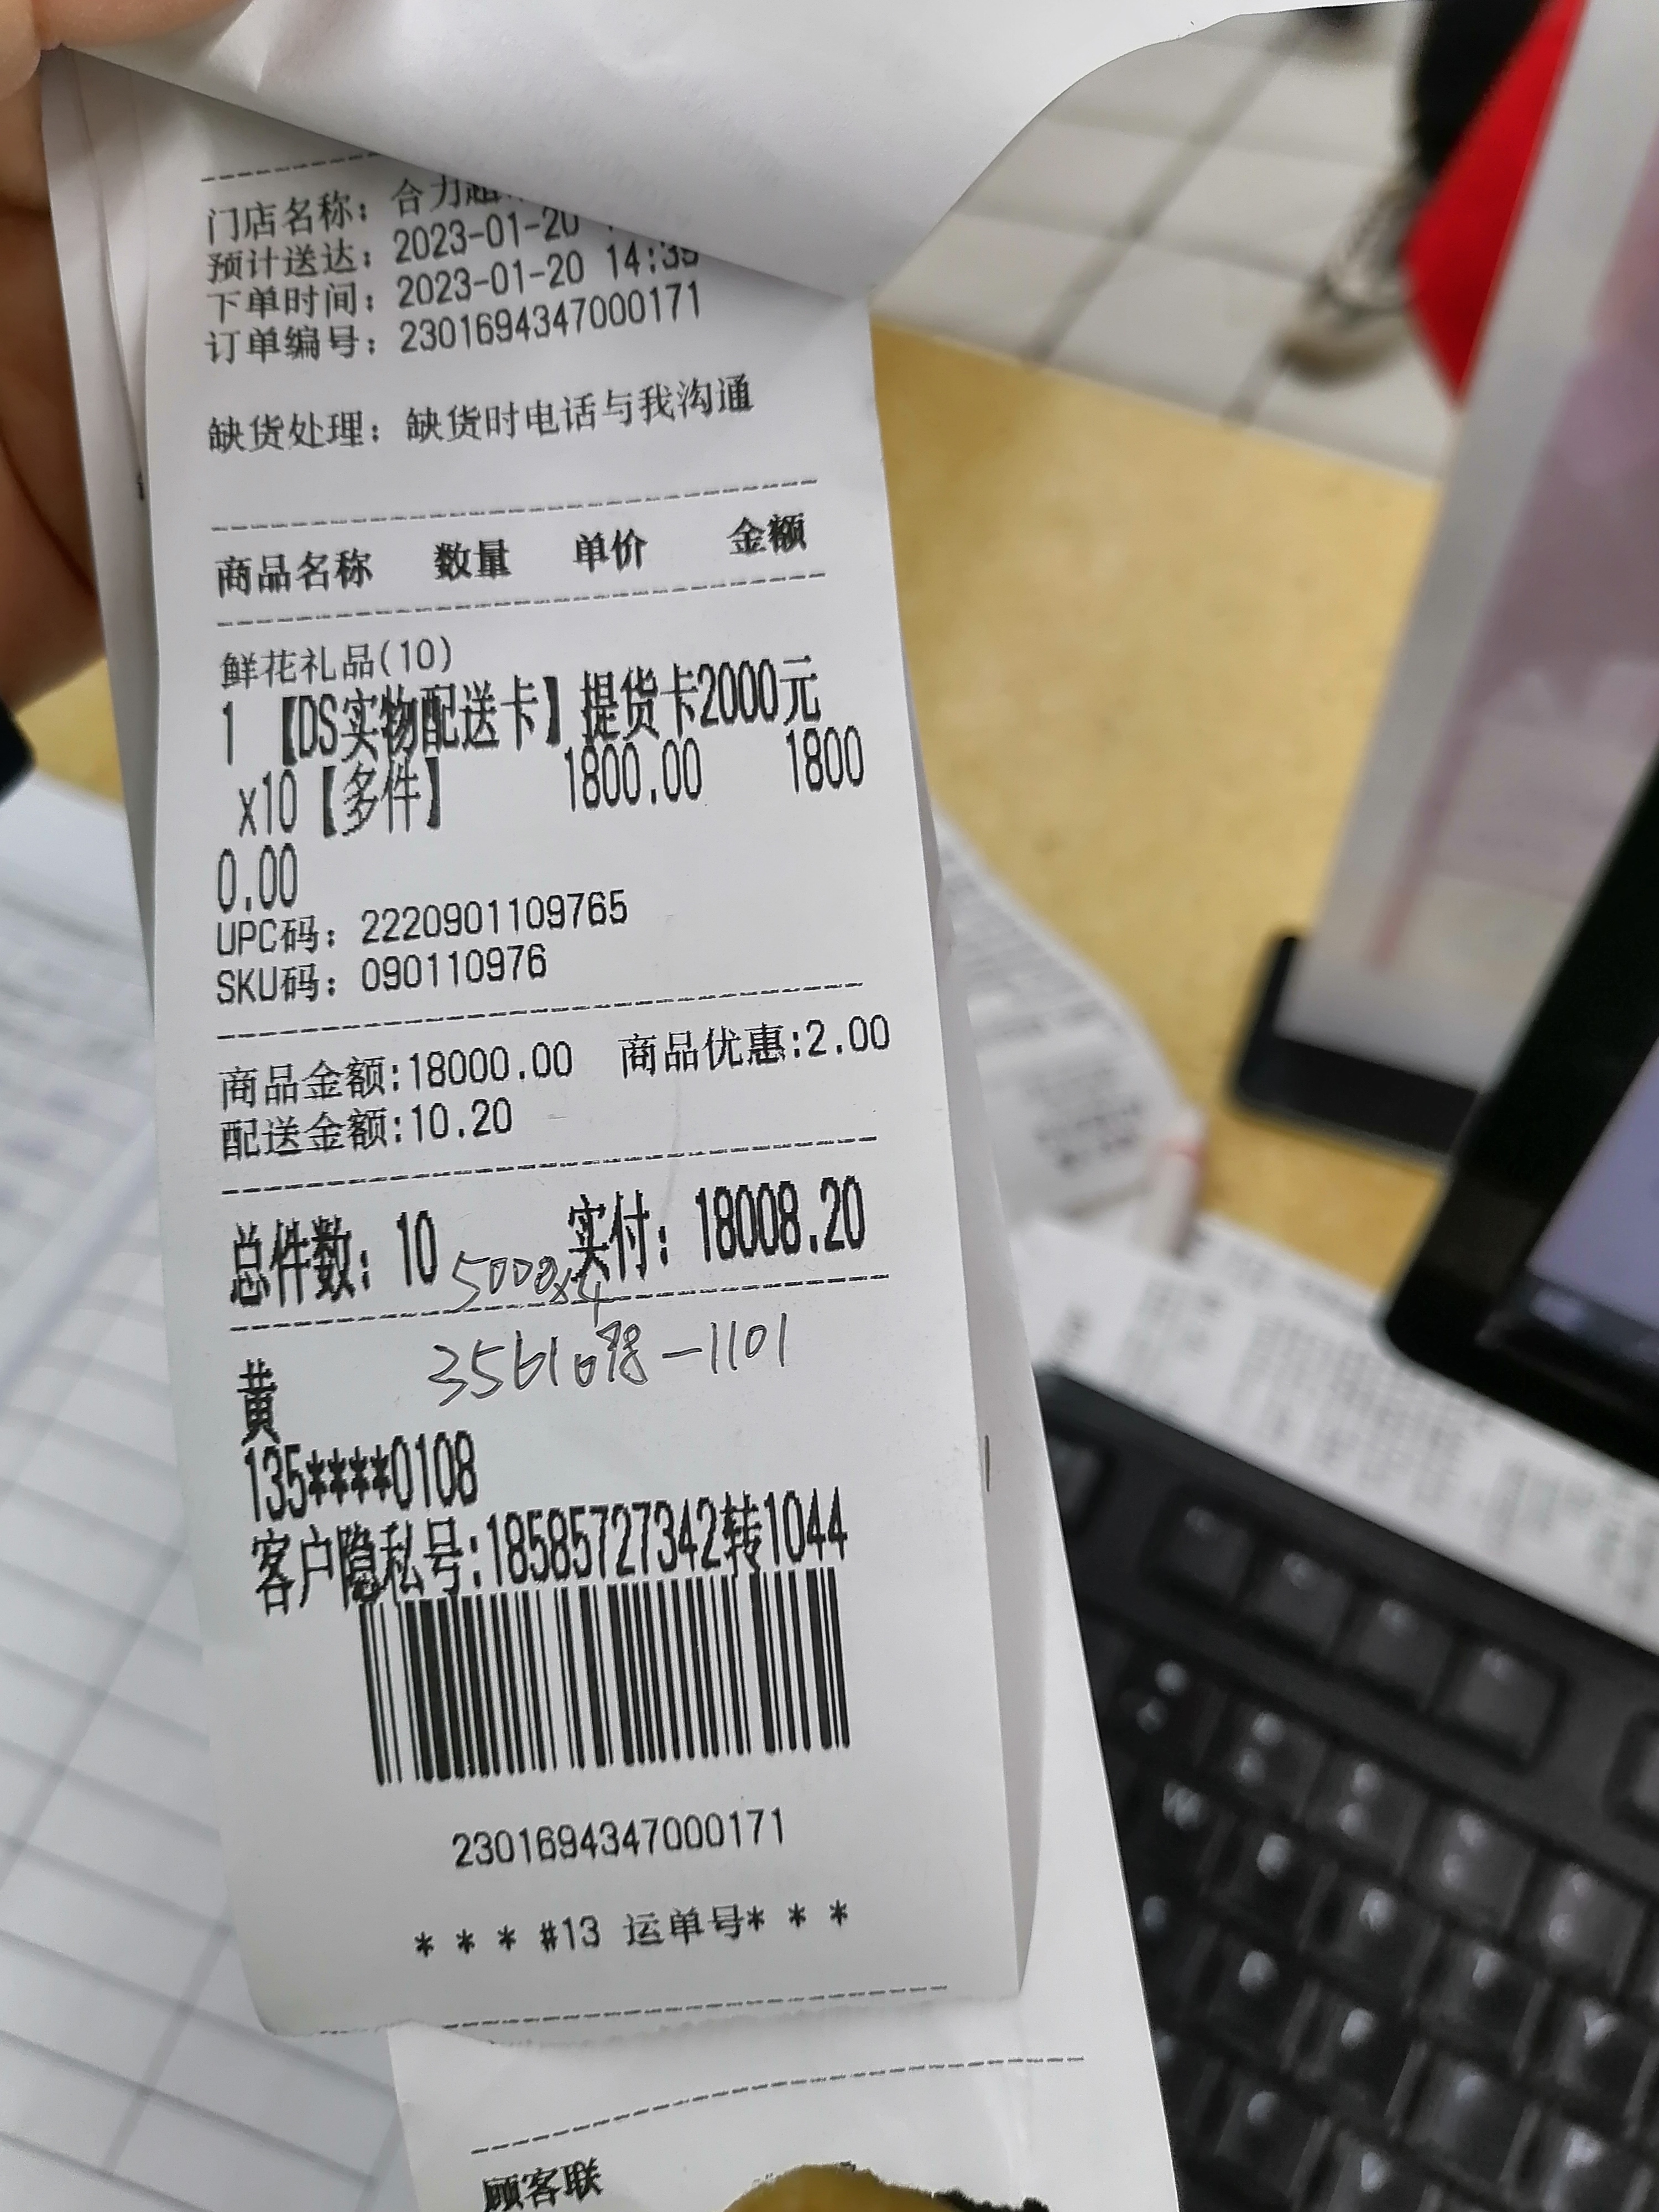 门店名称：合力超
预计送达：2023-01-20
下单时间：2023-01-20 14:35
订单编号：2301694347000171
缺货处理：缺货时电话与我沟通
商品名称 数量 单价 金额
鲜花礼品(10)
1 【DS实物配送卡】提货卡2000元
x10【多件】 1800.00 1800
0.00
UPC码：2220901109765
SKU码：090110976
商品金额:18000.00 商品优惠:2.00
配送金额:10.20
总件数：10 实付：18008.20
5000x4
黄
135****0108
客户隐私号:18585727342转1044
2301694347000171
* * * #13 运单号* * *
顾客联